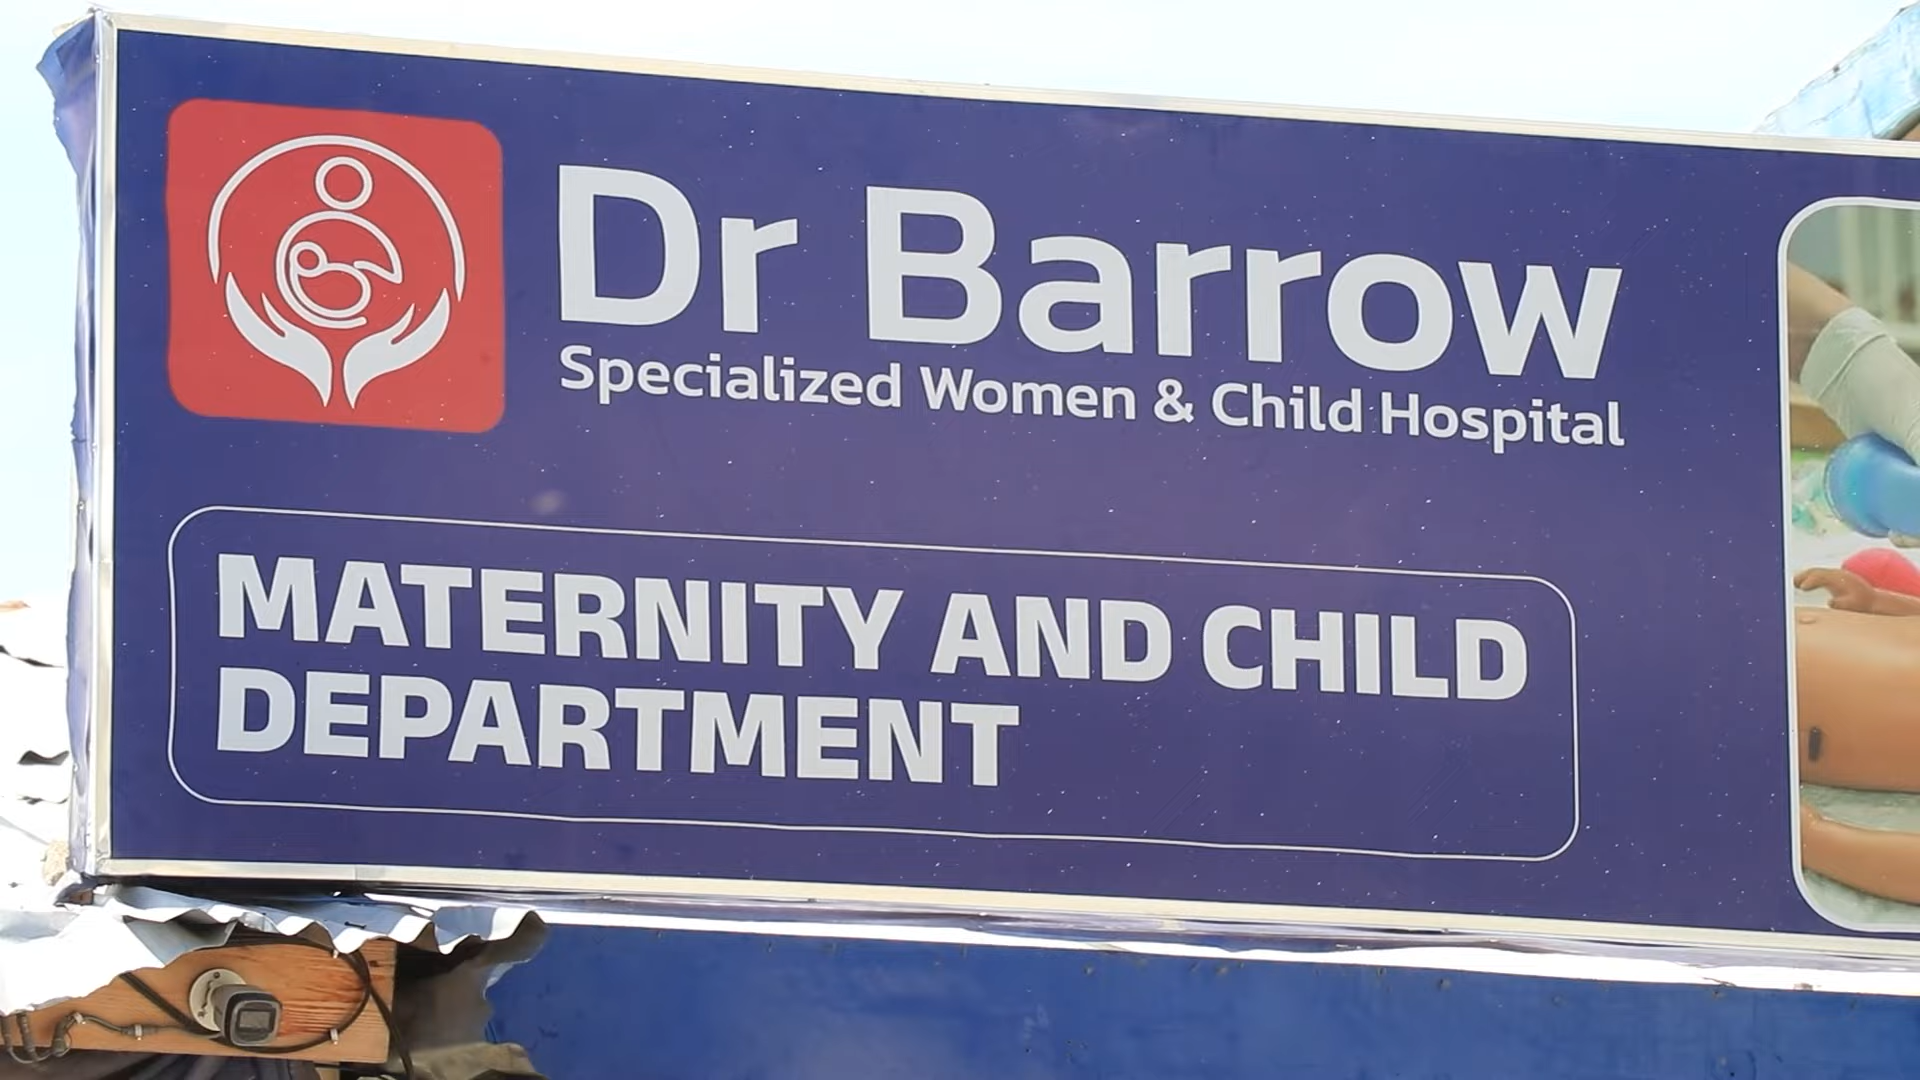 Dr Barrow
Specialized Women & Child Hospital
MATERNITY AND CHILD
DEPARTMENT